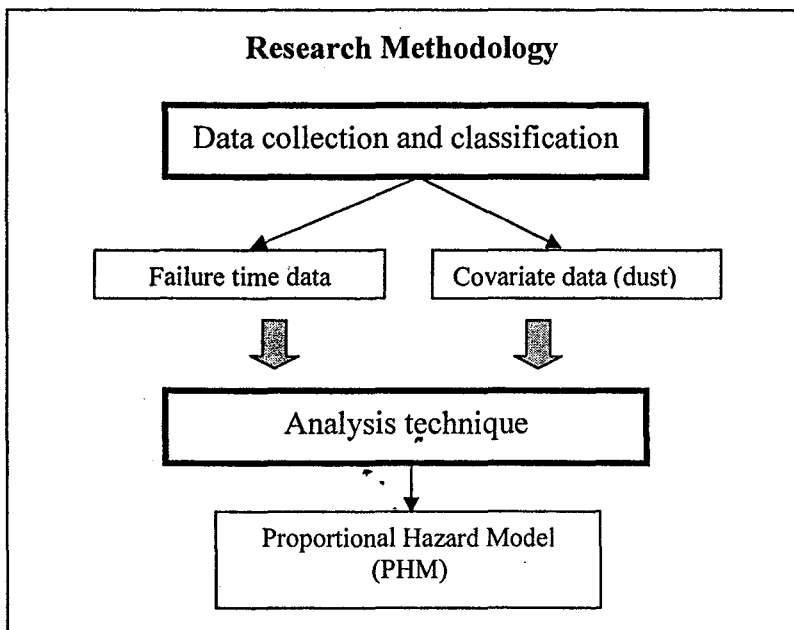 Research Methodology
Data collection and classification
Failure time data
Covariate data (dust)
Analysis technique
Proportional Hazard Model
(PHM)